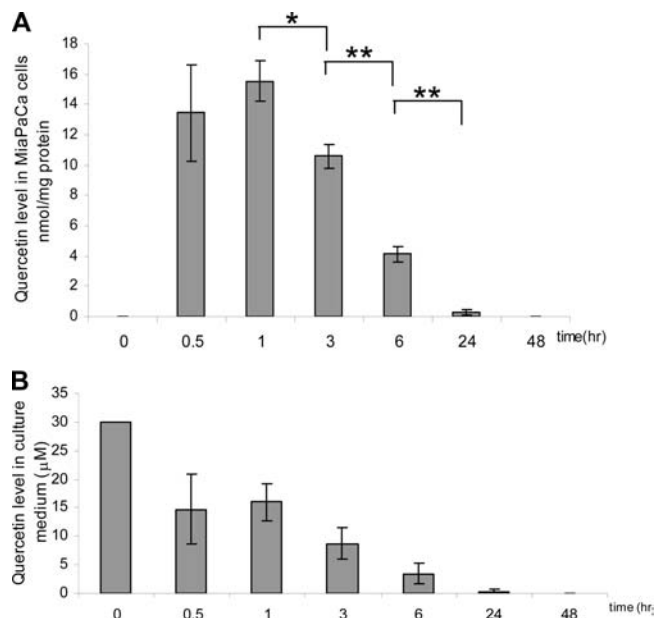 A
* ** **
Quercetin level in MiaPaCa cells
nmol/mg protein
18
16
14
12
10
8
6
4
2
0
0 0.5 1 3 6 24 48 time(hr)
B
Quercetin level in culture
medium (μM)
35
30
25
20
15
10
5
0
0 0.5 1 3 6 24 48 time (hr)